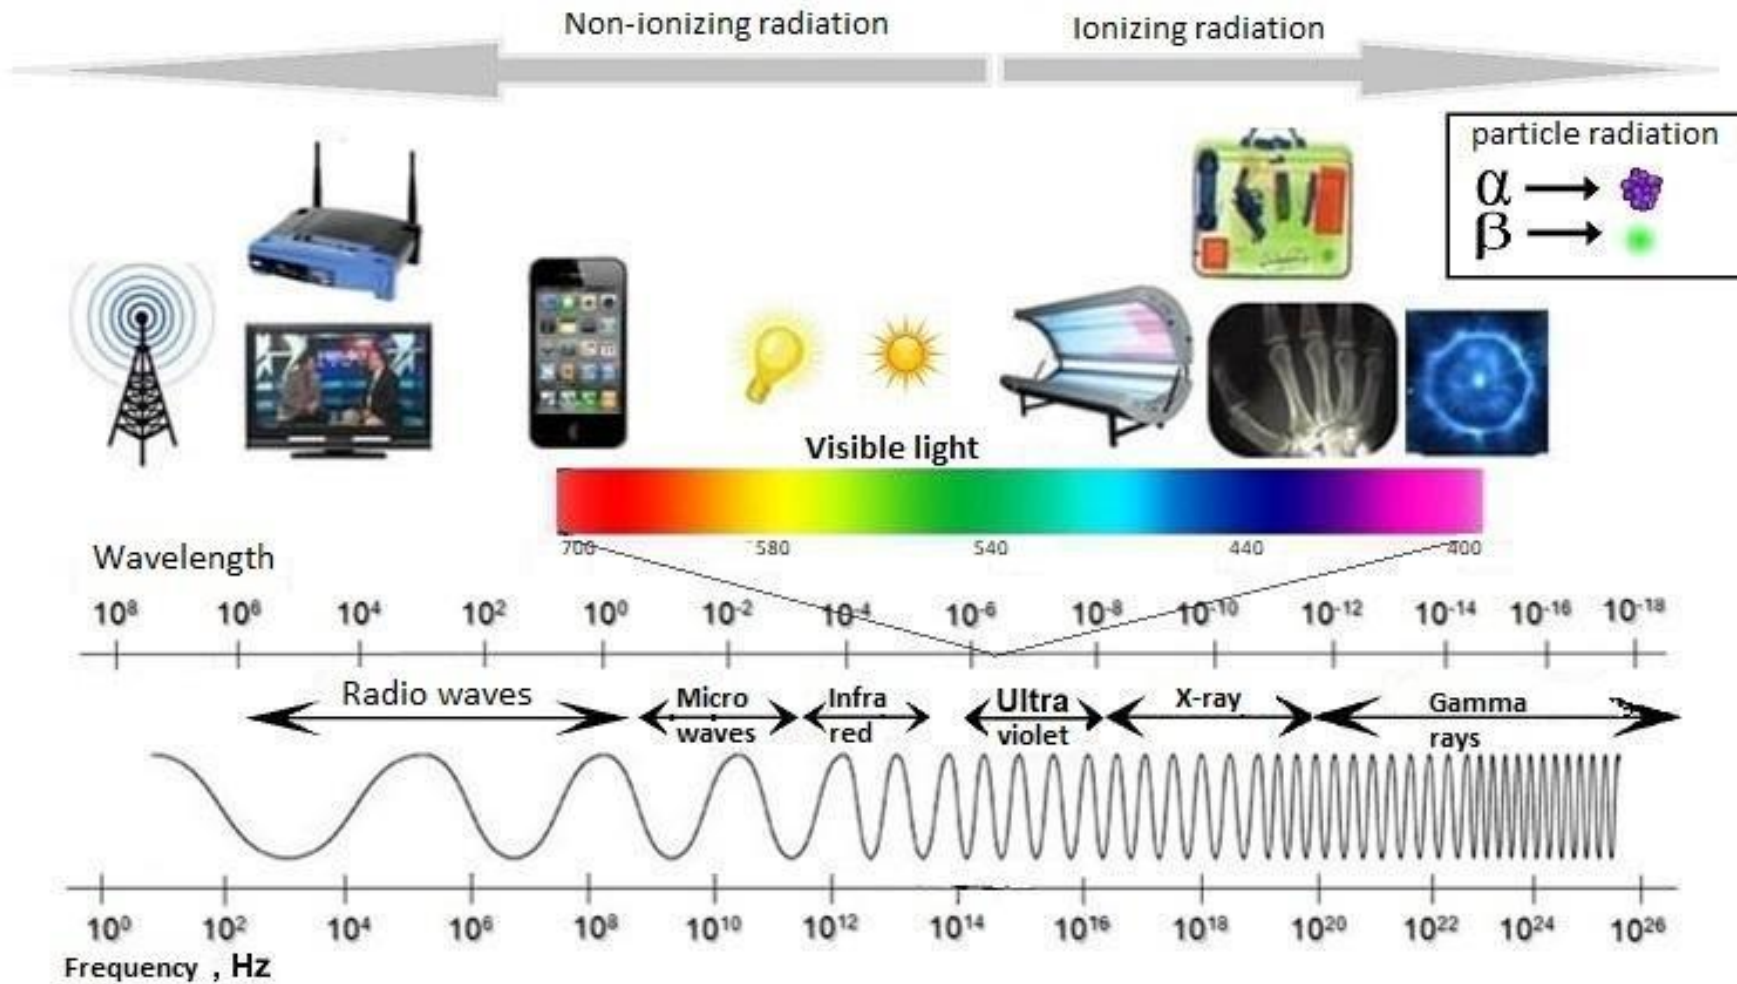 Non-ionizing radiation
Ionizing radiation
particle radiation
α
β
Visible light
700 580 540 440 400
Wavelength
10⁸ 10⁶ 10⁴ 10² 10⁰ 10⁻² 10⁻⁴ 10⁻⁶ 10⁻⁸ 10⁻¹⁰ 10⁻¹² 10⁻¹⁴ 10⁻¹⁶ 10⁻¹⁸
Radio waves
Micro
waves
Infra
red
Ultra
violet
X-ray
Gamma
rays
10⁰ 10² 10⁴ 10⁶ 10⁸ 10¹⁰ 10¹² 10¹⁴ 10¹⁶ 10¹⁸ 10²⁰ 10²² 10²⁴ 10²⁶
Frequency , Hz